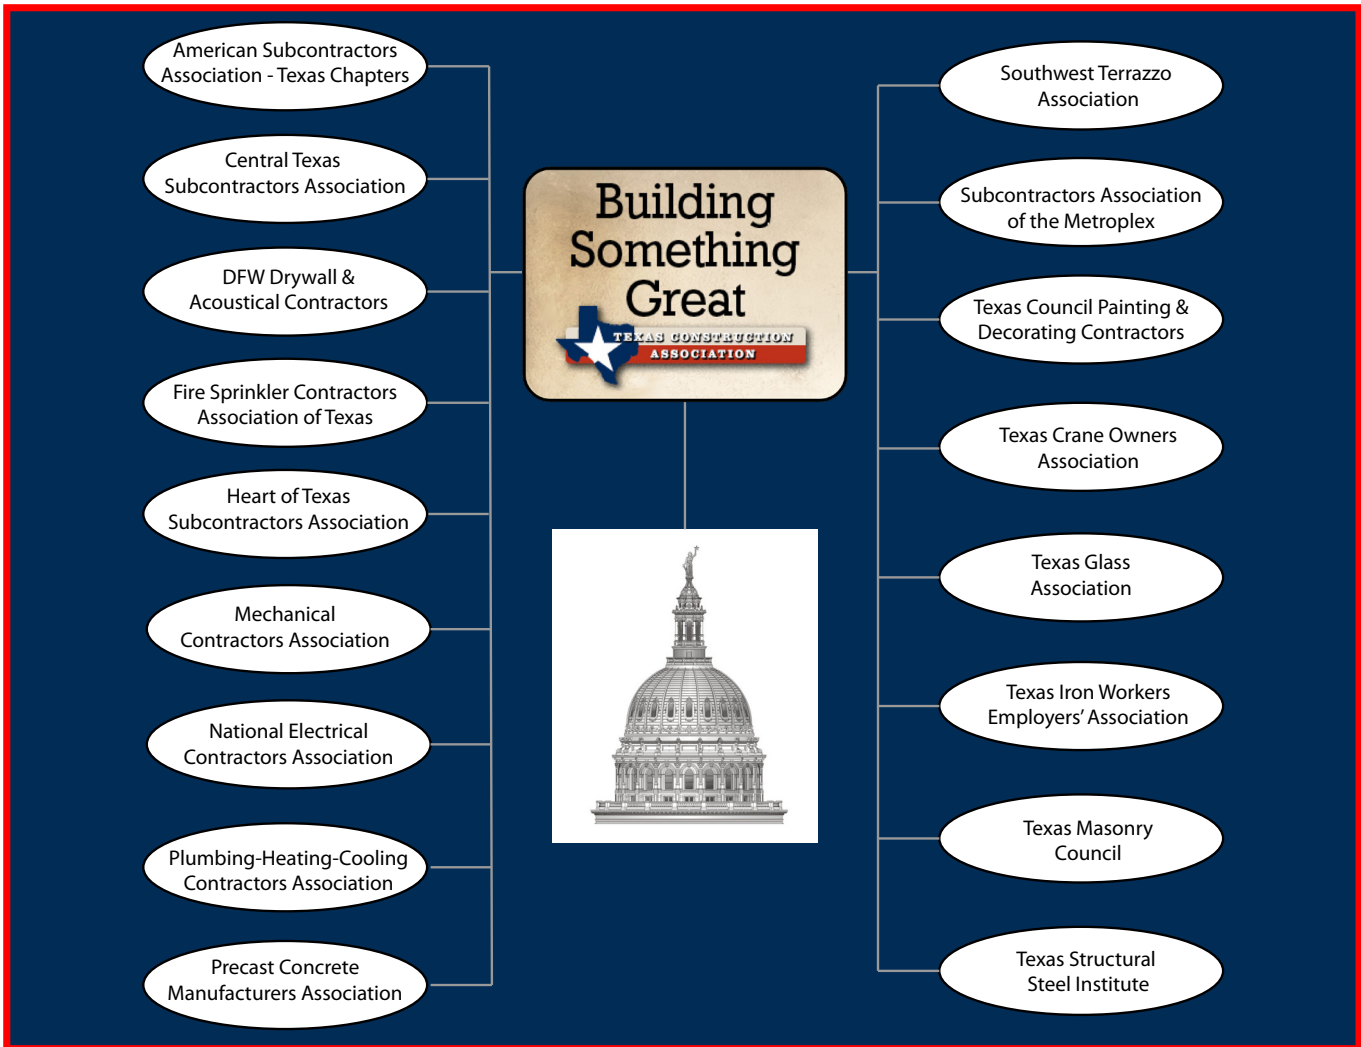 American Subcontractors
Association - Texas Chapters
Central Texas
Subcontractors Association
DFW Drywall &
Acoustical Contractors
Fire Sprinkler Contractors
Association of Texas
Heart of Texas
Subcontractors Association
Mechanical
Contractors Association
National Electrical
Contractors Association
Plumbing-Heating-Cooling
Contractors Association
Precast Concrete
Manufacturers Association
Building
Something
Great
TEXAS CONSTRUCTION
ASSOCIATION
Southwest Terrazzo
Association
Subcontractors Association
of the Metroplex
Texas Council Painting &
Decorating Contractors
Texas Crane Owners
Association
Texas Glass
Association
Texas Iron Workers
Employers’ Association
Texas Masonry
Council
Texas Structural
Steel Institute